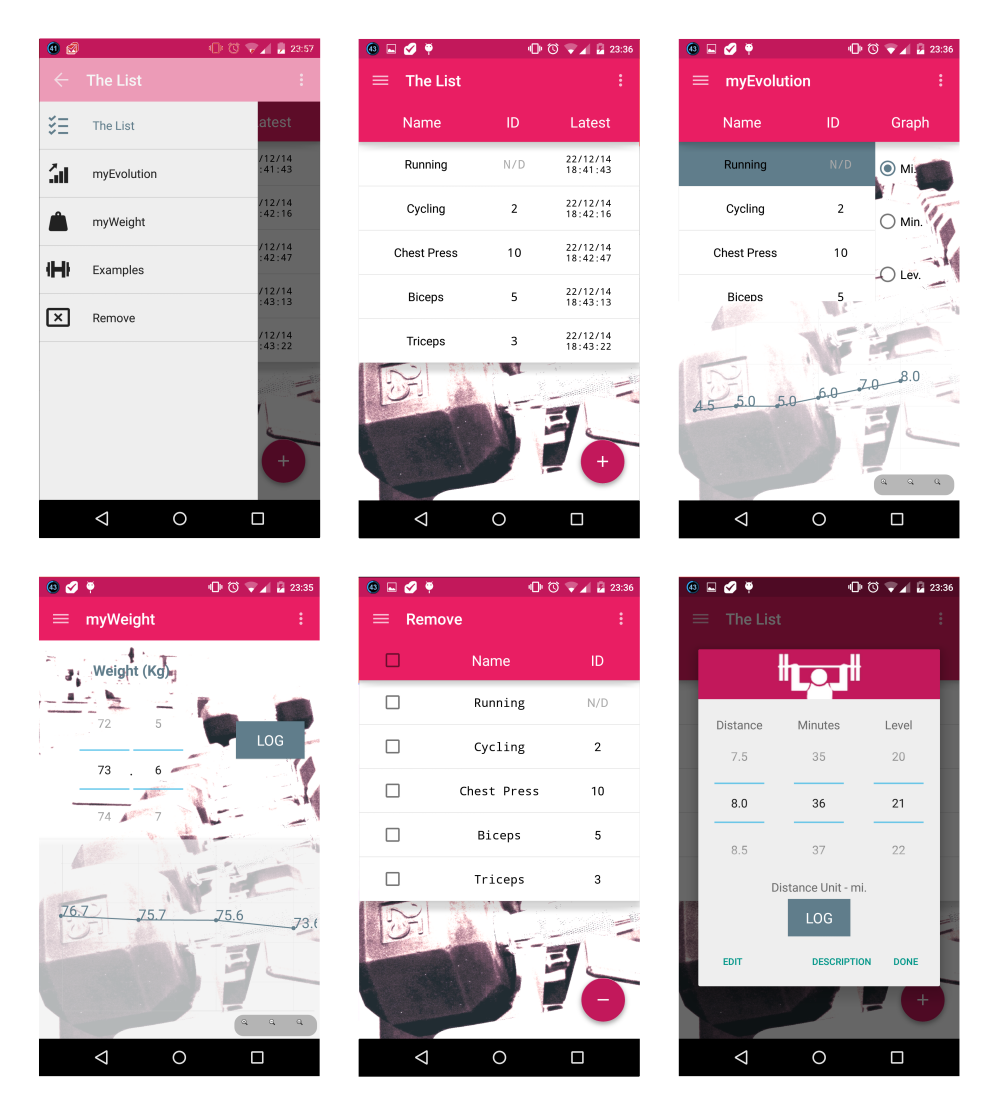 41 23:57
The List
Latest
The List
myEvolution
myWeight
Examples
Remove
/12/14
:41:43
/12/14
:42:16
/12/14
:42:47
/12/14
:43:13
/12/14
:43:22
+
43 23:36
The List
Name ID Latest
Running N/D 22/12/14
18:41:43
Cycling 2 22/12/14
18:42:16
Chest Press 10 22/12/14
18:42:47
Biceps 5 22/12/14
18:43:13
Triceps 3 22/12/14
18:43:22
+
43 23:36
myEvolution
Name ID Graph
Running N/D Mi.
Cycling 2 Min.
Chest Press 10 Lev.
Biceps 5
4.5 5.0 5.0 6.0 7.0 8.0
43 23:35
myWeight
Weight (Kg)
72 5
73 . 6
74 7
LOG
76.7 75.7 75.6 73.6
43 23:36
Remove
Name ID
Running N/D
Cycling 2
Chest Press 10
Biceps 5
Triceps 3
−
43 23:36
The List
Distance Minutes Level
7.5 35 20
8.0 36 21
8.5 37 22
Distance Unit - mi.
LOG
EDIT DESCRIPTION DONE
+